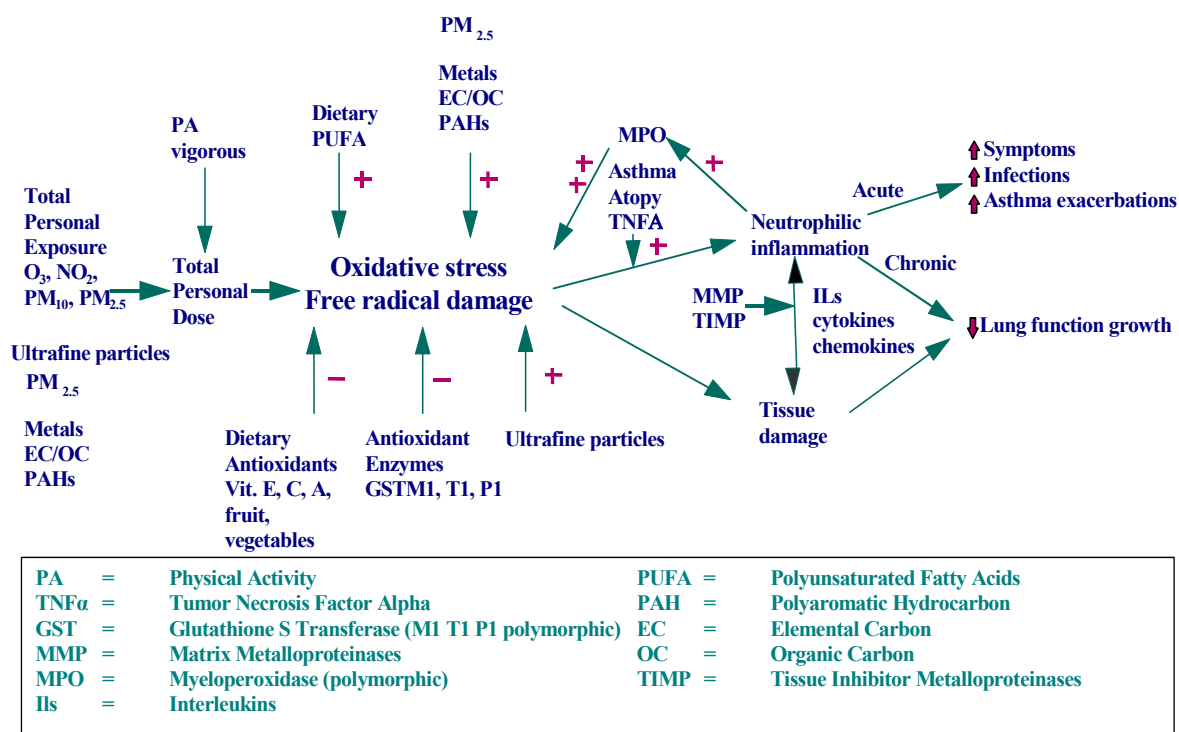 PM 2.5
Metals
EC/OC
PAHs
Dietary
PUFA
+
+
PA
vigorous
MPO
+
+
+
Asthma
Atopy
TNFA
+
Acute
Symptoms
Infections
Asthma exacerbations
Total
Personal
Exposure
O₃, NO₂,
PM₁₀, PM₂.₅
Total
Personal
Dose
Oxidative stress
Free radical damage
Neutrophilic
inflammation
Chronic
MMP
TIMP
ILs
cytokines
chemokines
Lung function growth
Ultrafine particles
PM 2.5
Metals
EC/OC
PAHs
−
−
+
Dietary
Antioxidants
Vit. E, C, A,
fruit,
vegetables
Antioxidant
Enzymes
GSTM1, T1, P1
Ultrafine particles
Tissue
damage
PA = Physical Activity
TNFα = Tumor Necrosis Factor Alpha
GST = Glutathione S Transferase (M1 T1 P1 polymorphic)
MMP = Matrix Metalloproteinases
MPO = Myeloperoxidase (polymorphic)
Ils = Interleukins
PUFA = Polyunsaturated Fatty Acids
PAH = Polyaromatic Hydrocarbon
EC = Elemental Carbon
OC = Organic Carbon
TIMP = Tissue Inhibitor Metalloproteinases